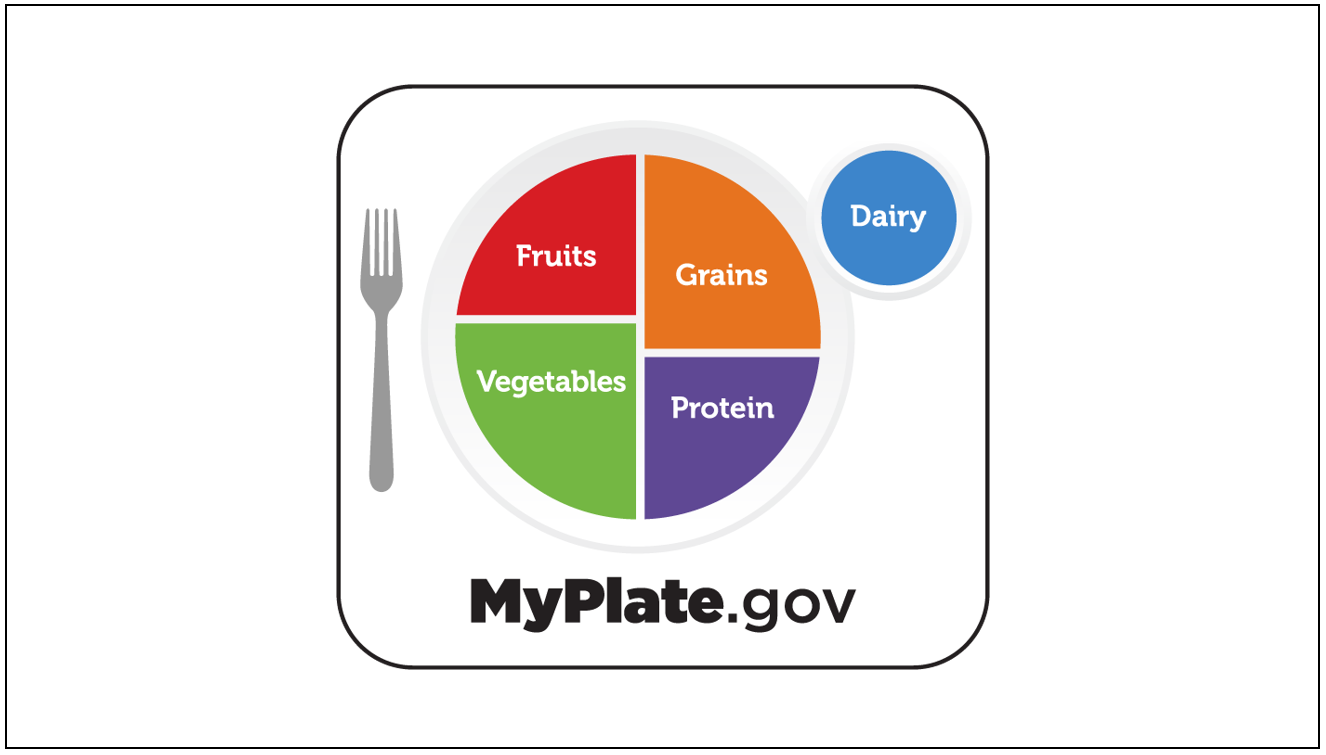 Fruits
Grains
Dairy
Vegetables
Protein
MyPlate.gov